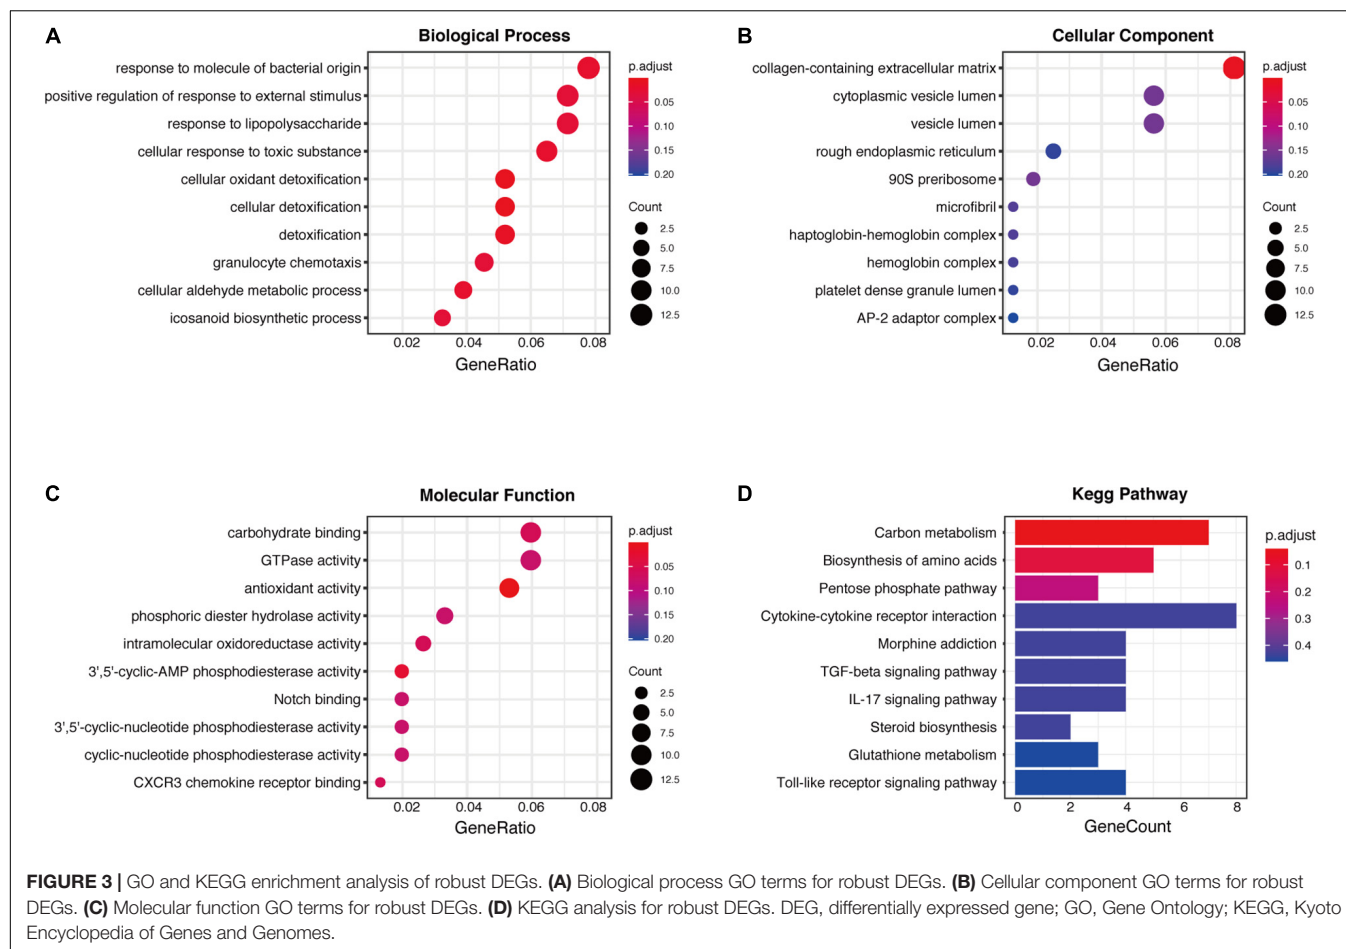 A
Biological Process
response to molecule of bacterial origin
positive regulation of response to external stimulus
response to lipopolysaccharide
cellular response to toxic substance
cellular oxidant detoxification
cellular detoxification
detoxification
granulocyte chemotaxis
cellular aldehyde metabolic process
icosanoid biosynthetic process
0.02 0.04 0.06 0.08
GeneRatio
p.adjust
0.05
0.10
0.15
0.20
Count
2.5
5.0
7.5
10.0
12.5
B
Cellular Component
collagen-containing extracellular matrix
cytoplasmic vesicle lumen
vesicle lumen
rough endoplasmic reticulum
90S preribosome
microfibril
haptoglobin-hemoglobin complex
hemoglobin complex
platelet dense granule lumen
AP-2 adaptor complex
0.02 0.04 0.06 0.08
GeneRatio
p.adjust
0.05
0.10
0.15
0.20
Count
2.5
5.0
7.5
10.0
12.5
C
Molecular Function
carbohydrate binding
GTPase activity
antioxidant activity
phosphoric diester hydrolase activity
intramolecular oxidoreductase activity
3',5'-cyclic-AMP phosphodiesterase activity
Notch binding
3',5'-cyclic-nucleotide phosphodiesterase activity
cyclic-nucleotide phosphodiesterase activity
CXCR3 chemokine receptor binding
0.02 0.04 0.06 0.08
GeneRatio
p.adjust
0.05
0.10
0.15
0.20
Count
2.5
5.0
7.5
10.0
12.5
D
Kegg Pathway
Carbon metabolism
Biosynthesis of amino acids
Pentose phosphate pathway
Cytokine-cytokine receptor interaction
Morphine addiction
TGF-beta signaling pathway
IL-17 signaling pathway
Steroid biosynthesis
Glutathione metabolism
Toll-like receptor signaling pathway
0 2 4 6 8
GeneCount
p.adjust
0.1
0.2
0.3
0.4
FIGURE 3 | GO and KEGG enrichment analysis of robust DEGs. (A) Biological process GO terms for robust DEGs. (B) Cellular component GO terms for robust
DEGs. (C) Molecular function GO terms for robust DEGs. (D) KEGG analysis for robust DEGs. DEG, differentially expressed gene; GO, Gene Ontology; KEGG, Kyoto
Encyclopedia of Genes and Genomes.